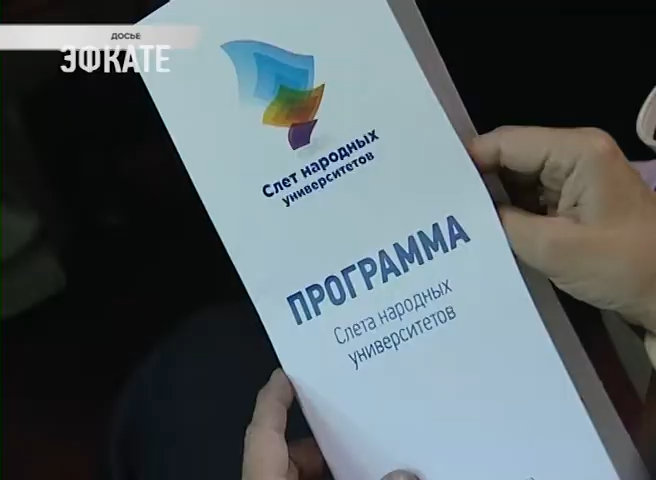 ДОСЬЕ
ЭФКАТЕ
Слет народных
университетов
ПРОГРАММА
Слета народных
университетов